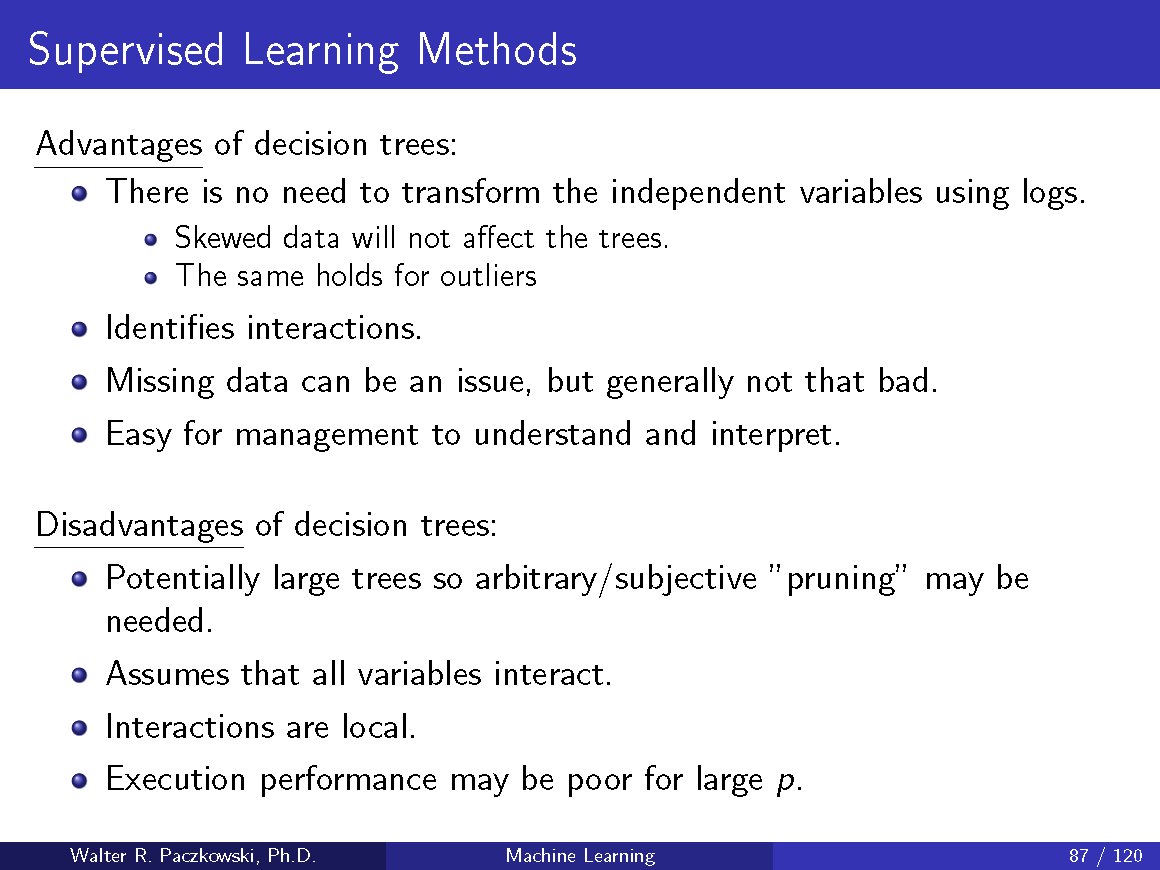 Supervised Learning Methods
Advantages of decision trees:
There is no need to transform the independent variables using logs.
Skewed data will not affect the trees.
The same holds for outliers
Identifies interactions.
Missing data can be an issue, but generally not that bad.
Easy for management to understand and interpret.
Disadvantages of decision trees:
Potentially large trees so arbitrary/subjective ”pruning” may be
needed.
Assumes that all variables interact.
Interactions are local.
Execution performance may be poor for large p.
Walter R. Paczkowski, Ph.D. Machine Learning 87 / 120